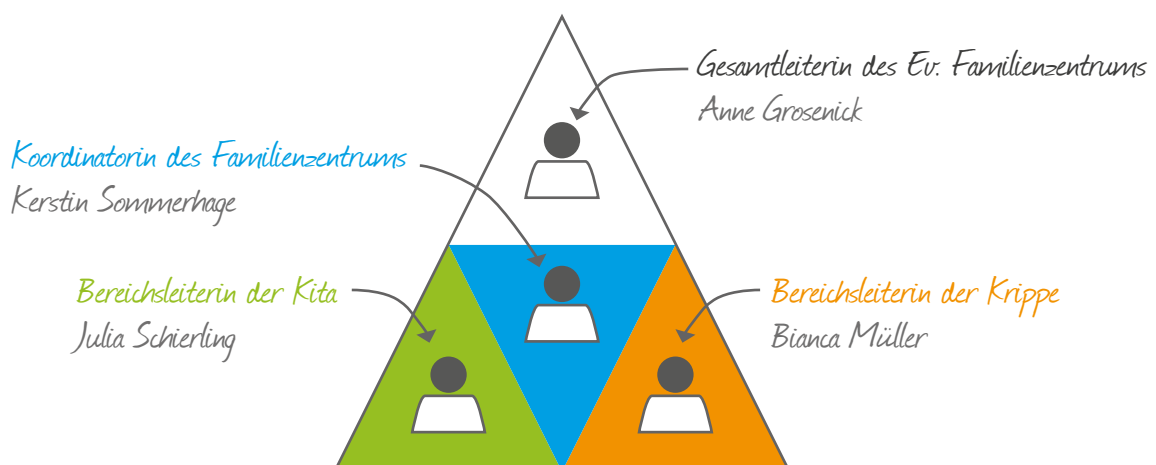 Gesamtleiterin des Ev. Familienzentrums
Anne Grosenick
Koordinatorin des Familienzentrums
Kerstin Sommerhage
Bereichsleiterin der Kita
Julia Schierling
Bereichsleiterin der Krippe
Bianca Müller